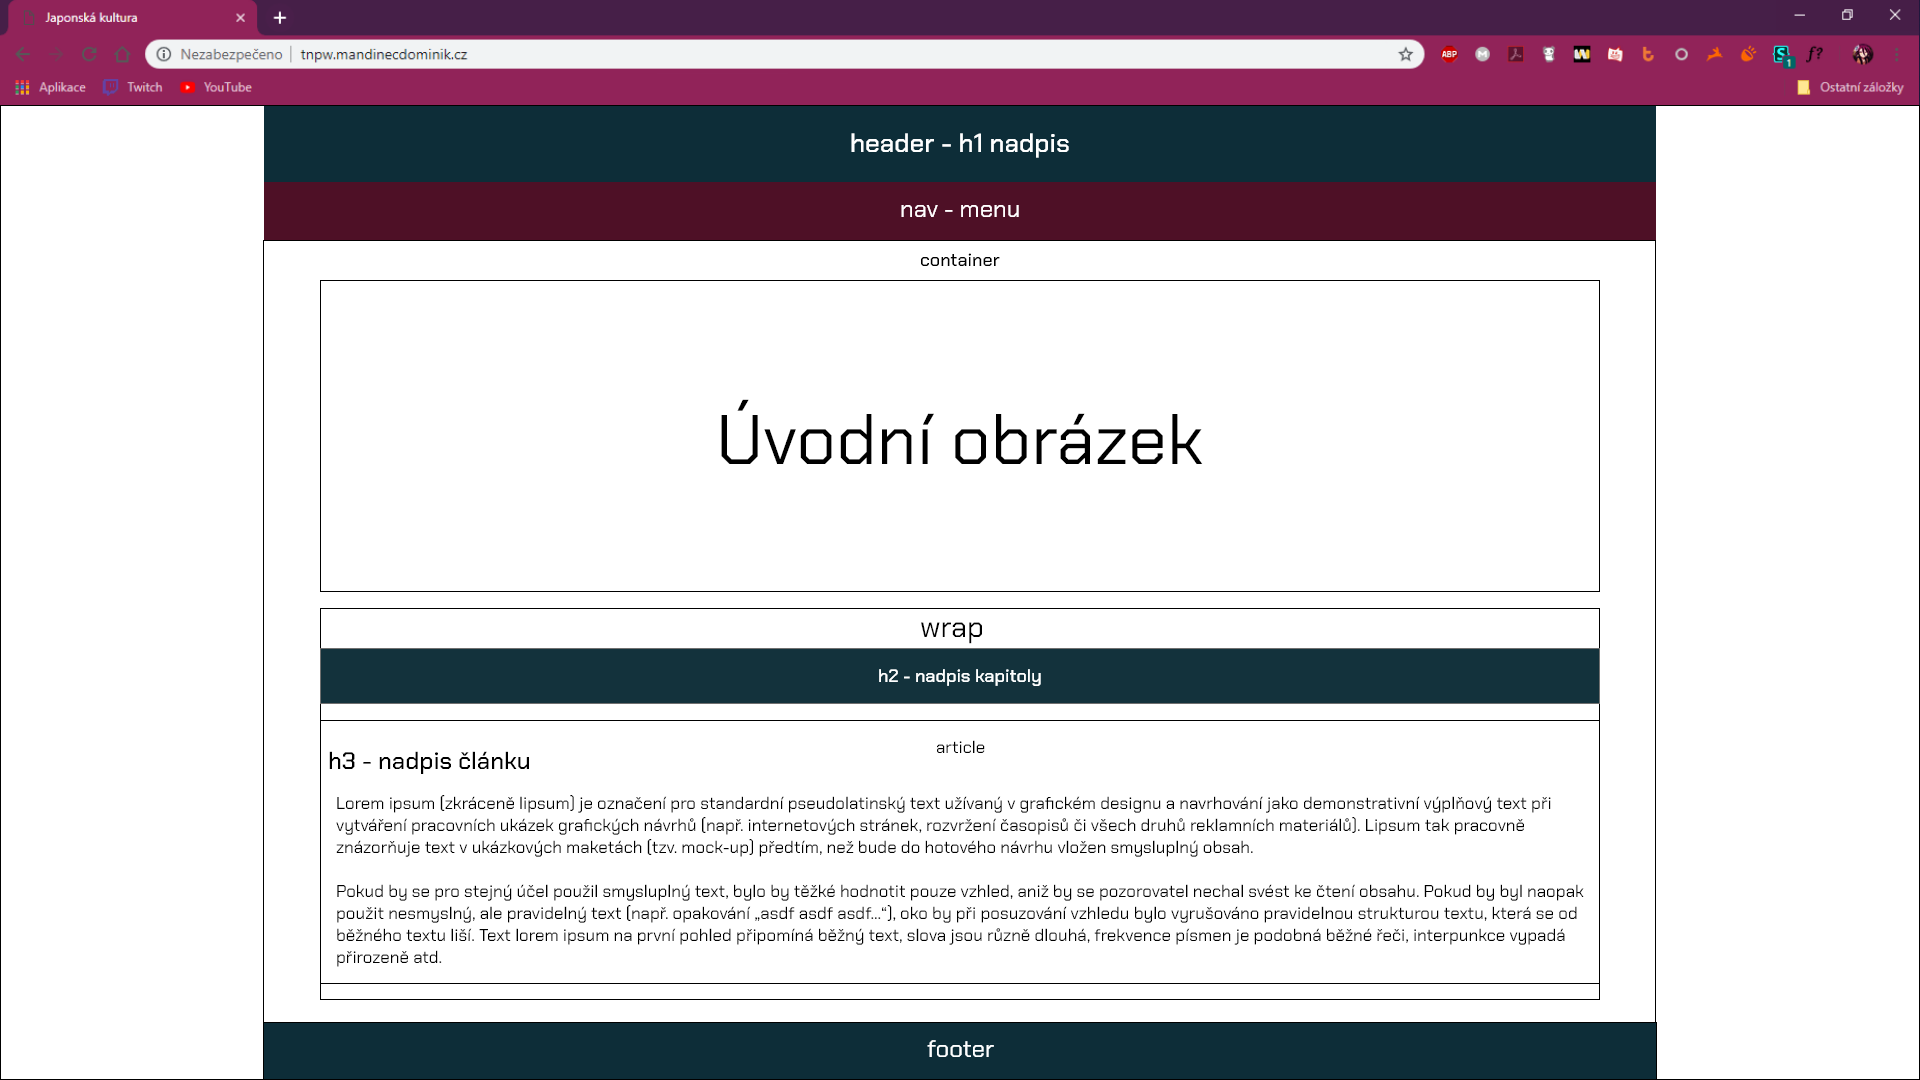 Japonská kultura
Nezabezpečeno | tnpw.mandinecdominik.cz
ABP
1
f?
Aplikace
Twitch
YouTube
Ostatní záložky
header - h1 nadpis
nav - menu
container
Úvodní obrázek
wrap
h2 - nadpis kapitoly
article
h3 - nadpis článku
Lorem ipsum (zkráceně lipsum) je označení pro standardní pseudolatinský text užívaný v grafickém designu a navrhování jako demonstrativní výplňový text při
vytváření pracovních ukázek grafických návrhů (např. internetových stránek, rozvržení časopisů či všech druhů reklamních materiálů). Lipsum tak pracovně
znázorňuje text v ukázkových maketách (tzv. mock-up) předtím, než bude do hotového návrhu vložen smysluplný obsah.
Pokud by se pro stejný účel použil smysluplný text, bylo by těžké hodnotit pouze vzhled, aniž by se pozorovatel nechal svést ke čtení obsahu. Pokud by byl naopak
použit nesmyslný, ale pravidelný text (např. opakování „asdf asdf asdf…“), oko by při posuzování vzhledu bylo vyrušováno pravidelnou strukturou textu, která se od
běžného textu liší. Text lorem ipsum na první pohled připomíná běžný text, slova jsou různě dlouhá, frekvence písmen je podobná běžné řeči, interpunkce vypadá
přirozeně atd.
footer